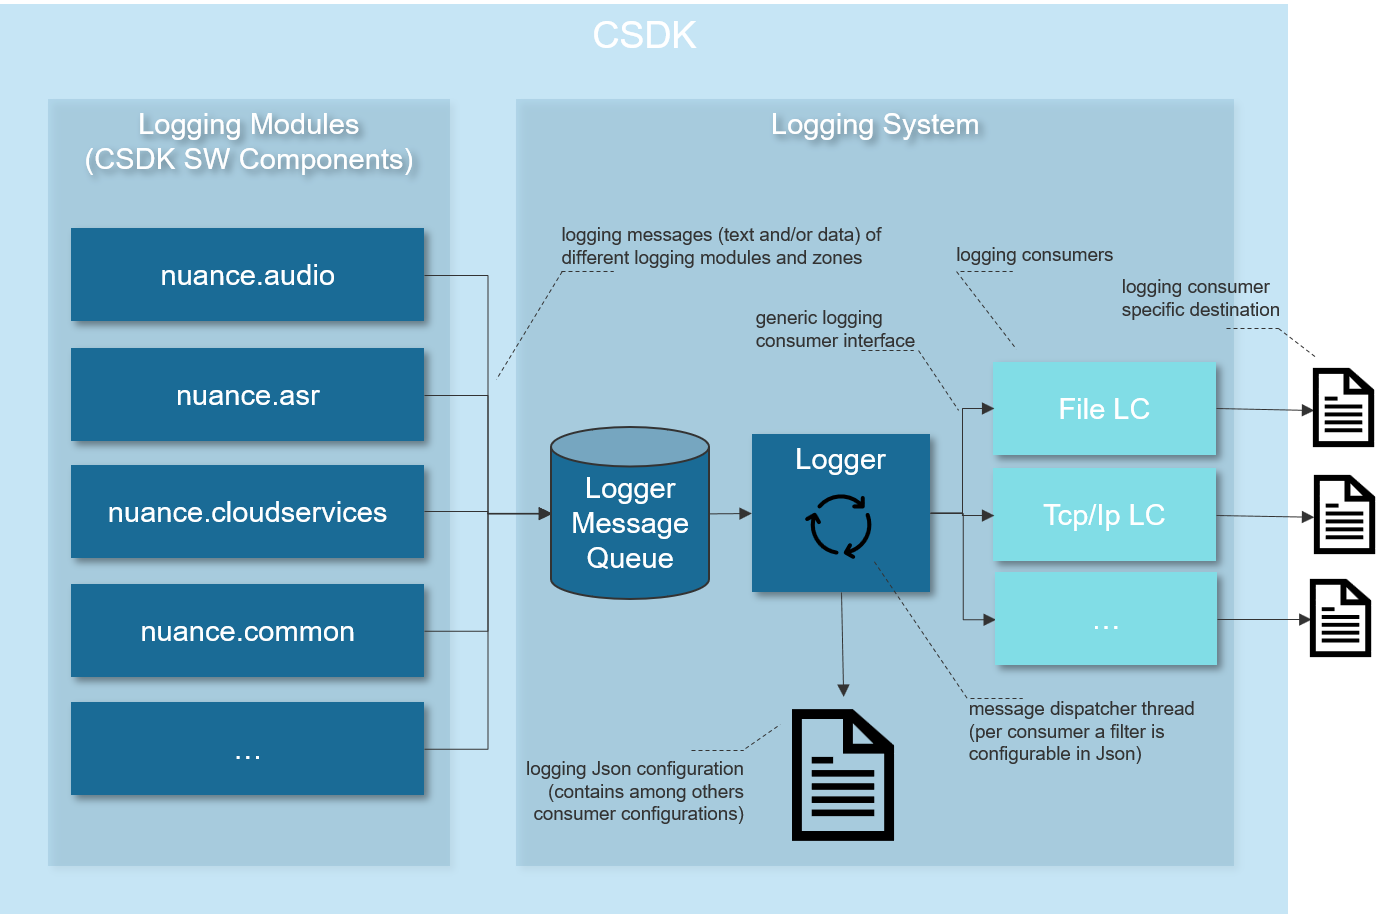 CSDK
Logging Modules
(CSDK SW Components)
nuance.audio
nuance.asr
nuance.cloudservices
nuance.common
...
Logging System
logging messages (text and/or data) of
different logging modules and zones
logging consumers
logging consumer
specific destination
generic logging
consumer interface
Logger
Message
Queue
Logger
File LC
Tcp/Ip LC
...
message dispatcher thread
(per consumer a filter is
configurable in Json)
logging Json configuration
(contains among others
consumer configurations)